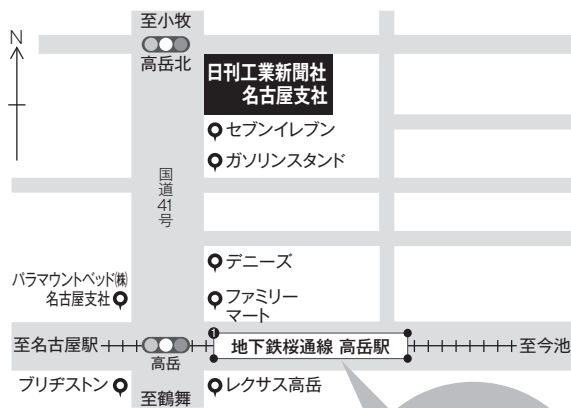 至小牧
N
高岳北
日刊工業新聞社
名古屋支社
セブンイレブン
ガソリンスタンド
国道41号
デニーズ
パラマウントベッド㈱
名古屋支社
ファミリー
マート
至名古屋駅
高岳
1
地下鉄桜通線 高岳駅
至今池
ブリヂストン
至鶴舞
レクサス高岳